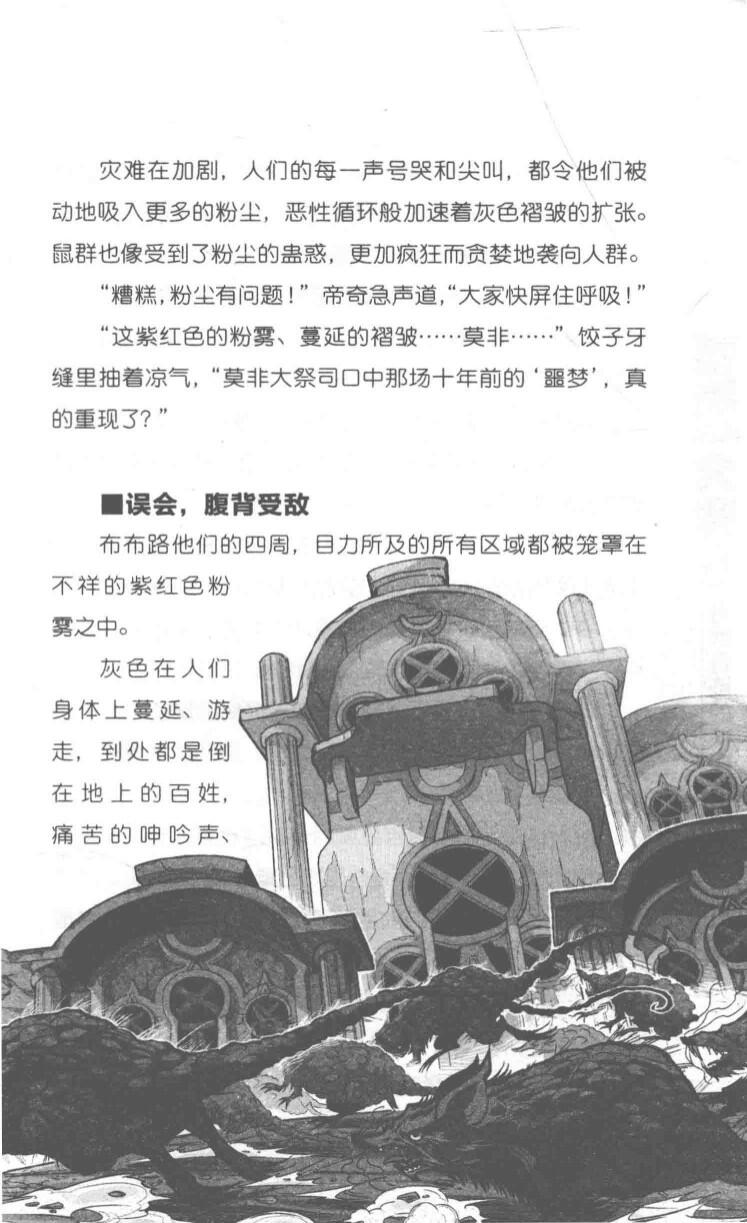 灾难在加剧，人们的每一声号哭和尖叫，都令他们被
动地吸入更多的粉尘，恶性循环般加速着灰色褶皱的扩张。
鼠群也像受到了粉尘的蛊惑，更加疯狂而贪婪地袭向人群。
“糟糕，粉尘有问题！”帝奇急声道，“大家快屏住呼吸！”
“这紫红色的粉雾、蔓延的褶皱……莫非……”饺子牙
缝里抽着凉气，“莫非大祭司口中那场十年前的‘噩梦’，真
的重现了？”
■误会，腹背受敌
布布路他们的四周，目力所及的所有区域都被笼罩在
不祥的紫红色粉
雾之中。
灰色在人们
身体上蔓延、游
走，到处都是倒
在地上的百姓，
痛苦的呻吟声、